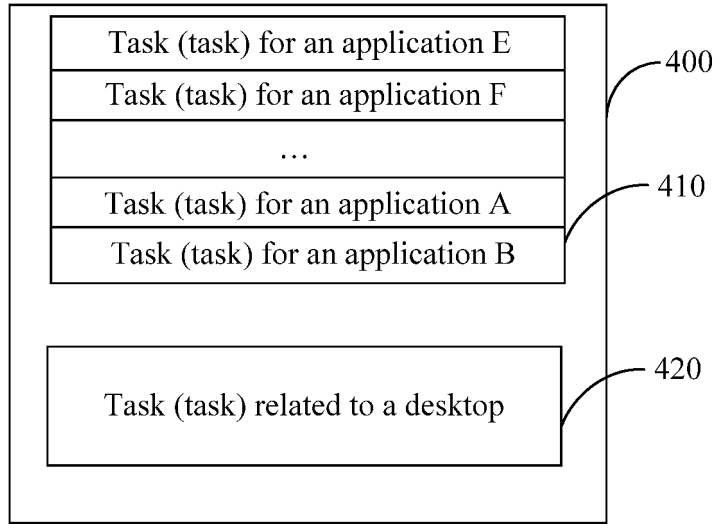 Task (task) for an application E
Task (task) for an application F
400
…
Task (task) for an application A
410
Task (task) for an application B
420
Task (task) related to a desktop